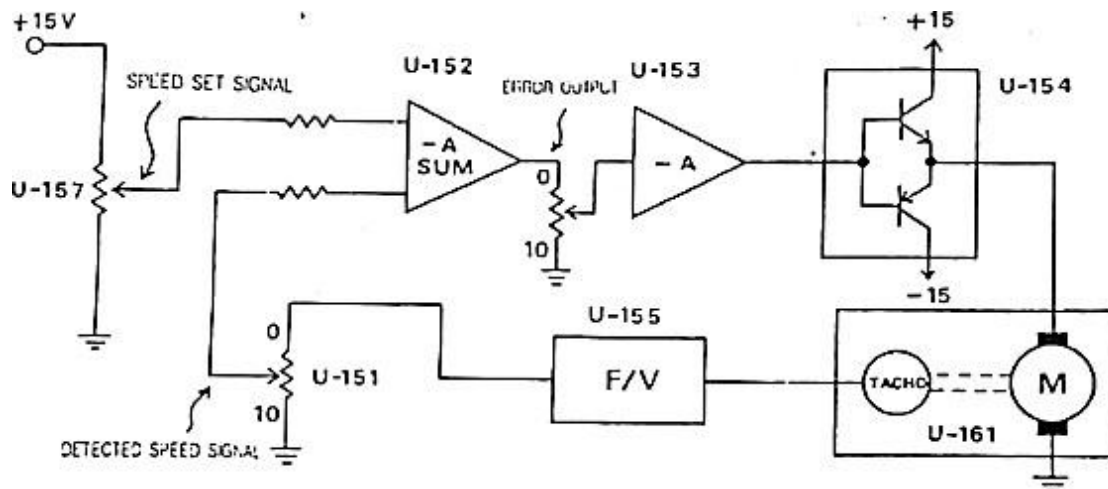 +15V
SPEED SET SIGNAL
U-157
U-152
-A
SUM
ERROR OUTPUT
0
10
U-153
-A
+15
U-154
-15
U-155
F/V
0
U-151
10
DETECTED SPEED SIGNAL
TACHO
M
U-161